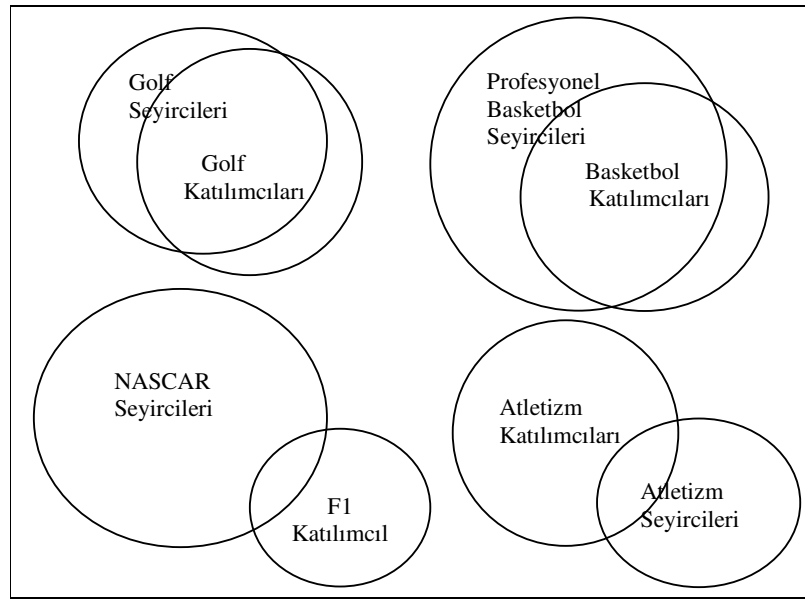 Golf
Seyircileri
Golf
Katılımcıları
Profesyonel
Basketbol
Seyircileri
Basketbol
Katılımcıları
NASCAR
Seyircileri
F1
Katılımcıl
Atletizm
Katılımcıları
Atletizm
Seyircileri